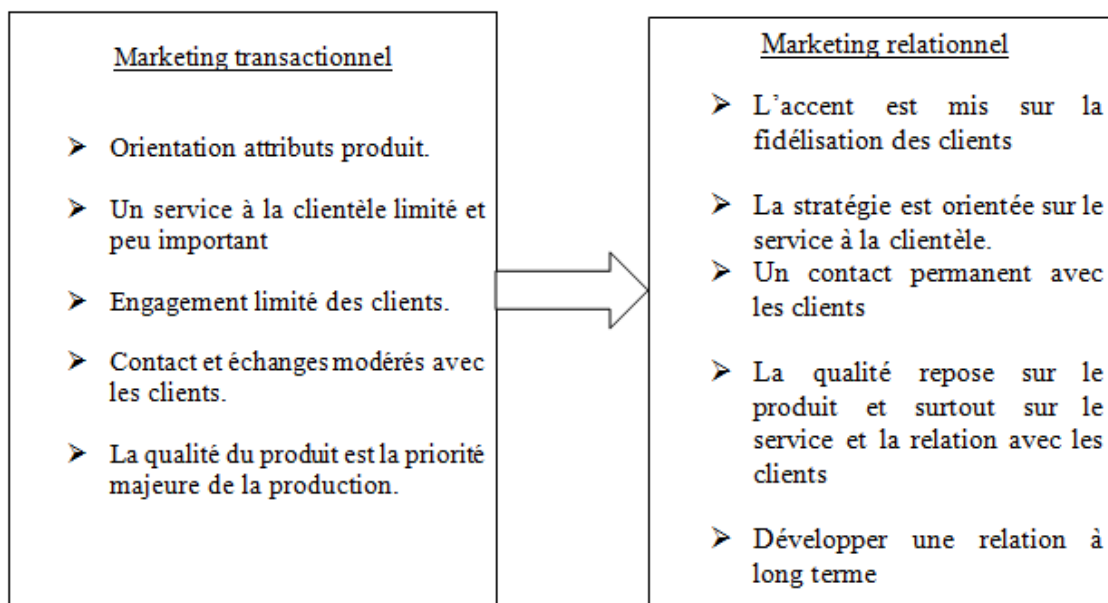 Marketing transactionnel
➢ Orientation attributs produit.
➢ Un service à la clientèle limité et
peu important
➢ Engagement limité des clients.
➢ Contact et échanges modérés avec
les clients.
➢ La qualité du produit est la priorité
majeure de la production.
Marketing relationnel
➢ L'accent est mis sur la
fidélisation des clients
➢ La stratégie est orientée sur le
service à la clientèle.
➢ Un contact permanent avec
les clients
➢ La qualité repose sur le
produit et surtout sur le
service et la relation avec les
clients
➢ Développer une relation à
long terme